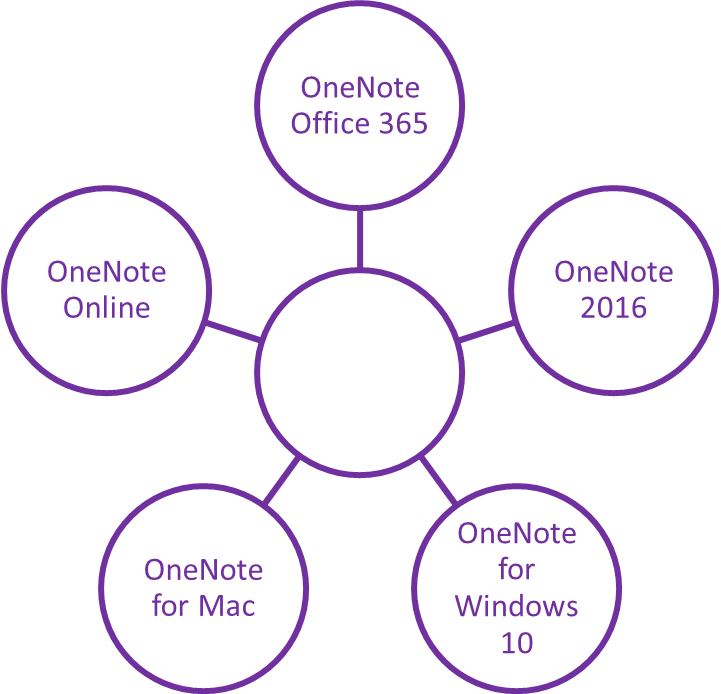 OneNote
Office 365
OneNote
Online
OneNote
2016
OneNote
for Mac
OneNote
for
Windows
10